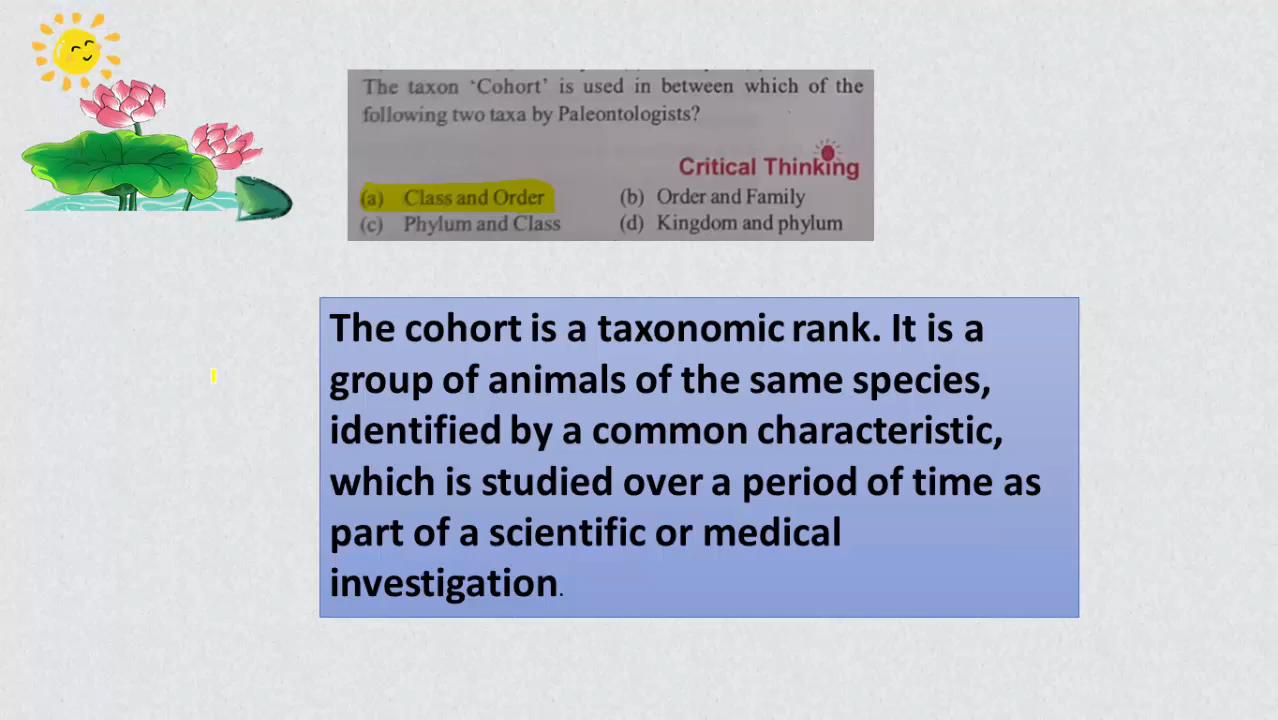 The taxon ‘Cohort’ is used in between which of the
following two taxa by Paleontologists?
Critical Thinking
(a) Class and Order (b) Order and Family
(c) Phylum and Class (d) Kingdom and phylum
The cohort is a taxonomic rank. It is a
group of animals of the same species,
identified by a common characteristic,
which is studied over a period of time as
part of a scientific or medical
investigation.